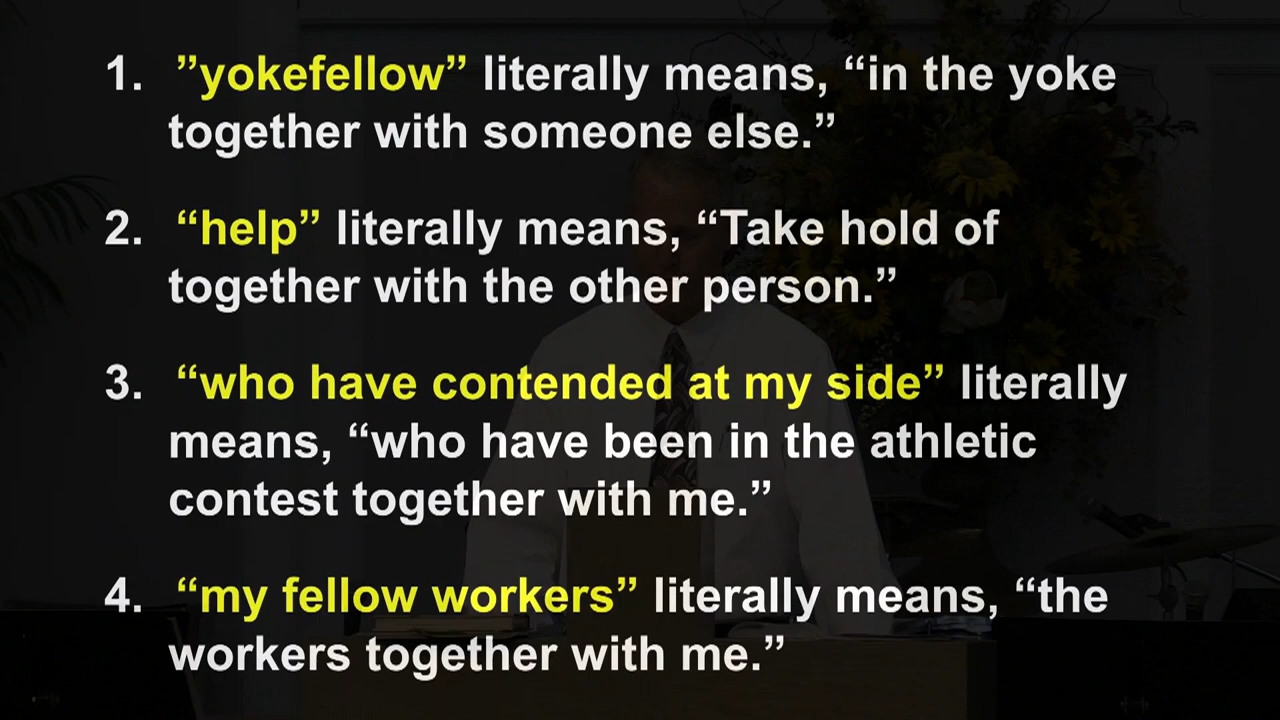 1. ”yokefellow” literally means, “in the yoke
together with someone else.”
2. “help” literally means, “Take hold of
together with the other person.”
3. “who have contended at my side” literally
means, “who have been in the athletic
contest together with me.”
4. “my fellow workers” literally means, “the
workers together with me.”